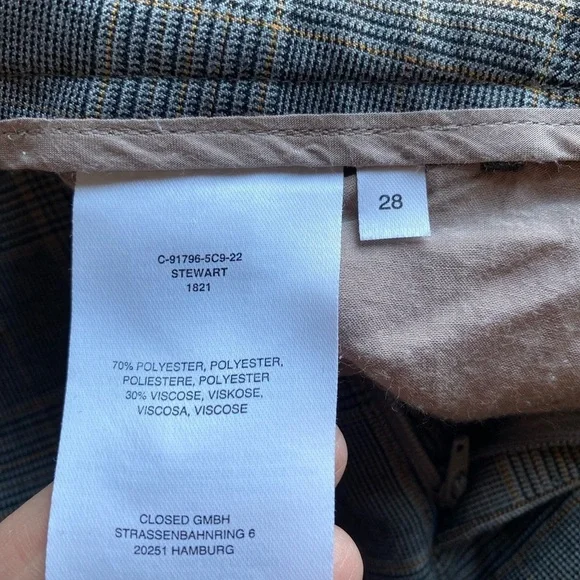 28
C-91796-5C9-22
STEWART
1821
70% POLYESTER, POLYESTER,
POLIESTERE, POLYESTER
30% VISCOSE, VISKOSE,
VISCOSA, VISCOSE
CLOSED GMBH
STRASSENBAHNRING 6
20251 HAMBURG